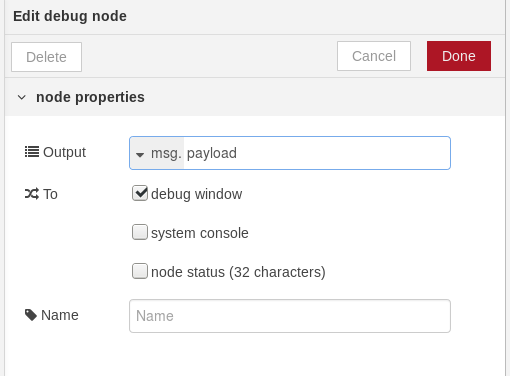 Edit debug node
Delete Cancel Done
node properties
Output msg. payload
To debug window
system console
node status (32 characters)
Name Name